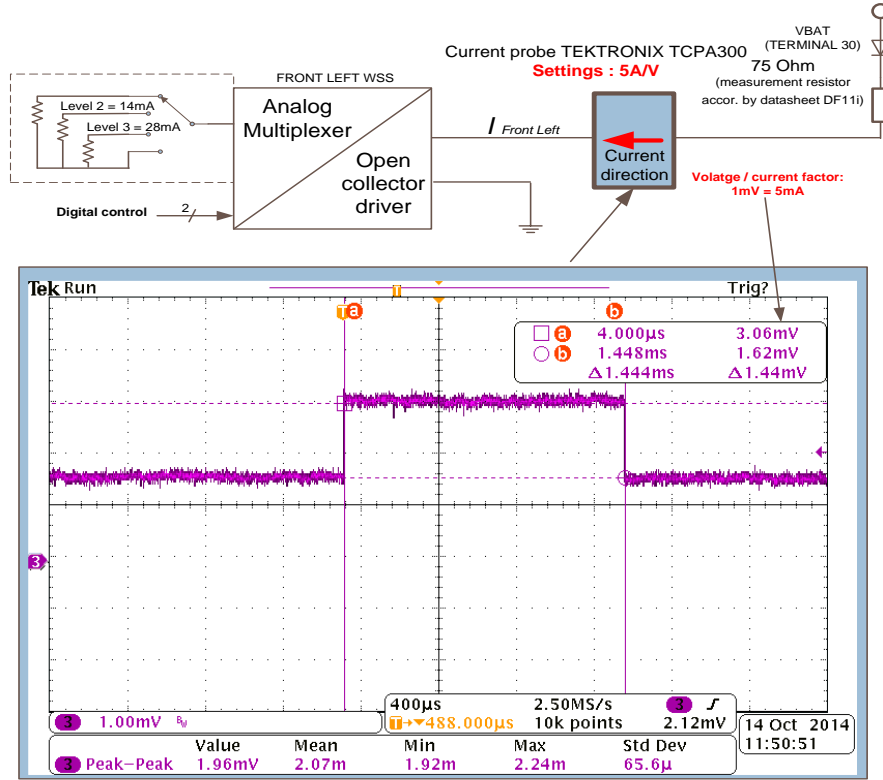 VBAT
(TERMINAL 30)
Current probe TEKTRONIX TCPA300
Settings : 5A/V
75 Ohm
(measurement resistor
accor. by datasheet DF11i)
FRONT LEFT WSS
Level 2 = 14mA
Level 3 = 28mA
Analog
Multiplexer
Open
collector
driver
I Front Left
Current
direction
Digital control
2
Volatge / current factor:
1mV = 5mA
Tek Run
T
Trig?
T a
b
a 4.000µs 3.06mV
b 1.448ms 1.62mV
Δ1.444ms Δ1.44mV
3
3 1.00mV BW
400µs 2.50MS/s 3
T→▼488.000µs 10k points 2.12mV
14 Oct 2014
11:50:51
Value Mean Min Max Std Dev
3 Peak-Peak 1.96mV 2.07m 1.92m 2.24m 65.6µ